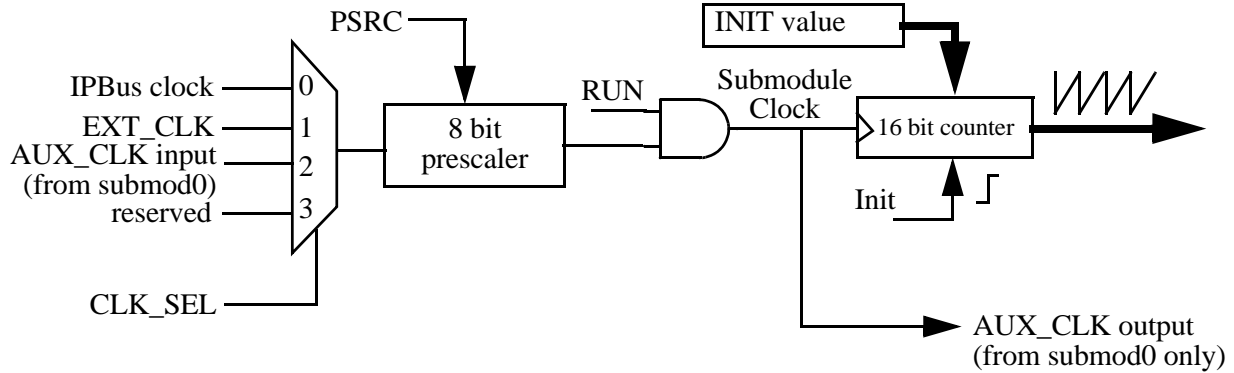 PSRC
INIT value
IPBus clock
0
EXT_CLK
1
AUX_CLK input
(from submod0)
2
reserved
3
8 bit
prescaler
RUN
Submodule
Clock
16 bit counter
Init
CLK_SEL
AUX_CLK output
(from submod0 only)